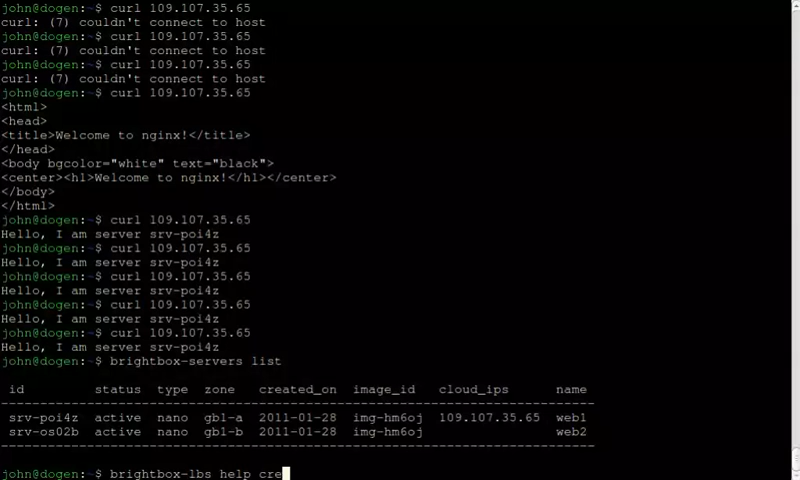 john@dogen:~$ curl 109.107.35.65
curl: (7) couldn't connect to host
john@dogen:~$ curl 109.107.35.65
curl: (7) couldn't connect to host
john@dogen:~$ curl 109.107.35.65
curl: (7) couldn't connect to host
john@dogen:~$ curl 109.107.35.65
<html>
<head>
<title>Welcome to nginx!</title>
</head>
<body bgcolor="white" text="black">
<center><h1>Welcome to nginx!</h1></center>
</body>
</html>
john@dogen:~$ curl 109.107.35.65
Hello, I am server srv-poi4z
john@dogen:~$ curl 109.107.35.65
Hello, I am server srv-poi4z
john@dogen:~$ curl 109.107.35.65
Hello, I am server srv-poi4z
john@dogen:~$ curl 109.107.35.65
Hello, I am server srv-poi4z
john@dogen:~$ curl 109.107.35.65
Hello, I am server srv-poi4z
john@dogen:~$ brightbox-servers list
id status type zone created_on image_id cloud_ips name
srv-poi4z active nano gb1-a 2011-01-28 img-hm6oj 109.107.35.65 web1
srv-os02b active nano gb1-b 2011-01-28 img-hm6oj web2
john@dogen:~$ brightbox-lbs help cre